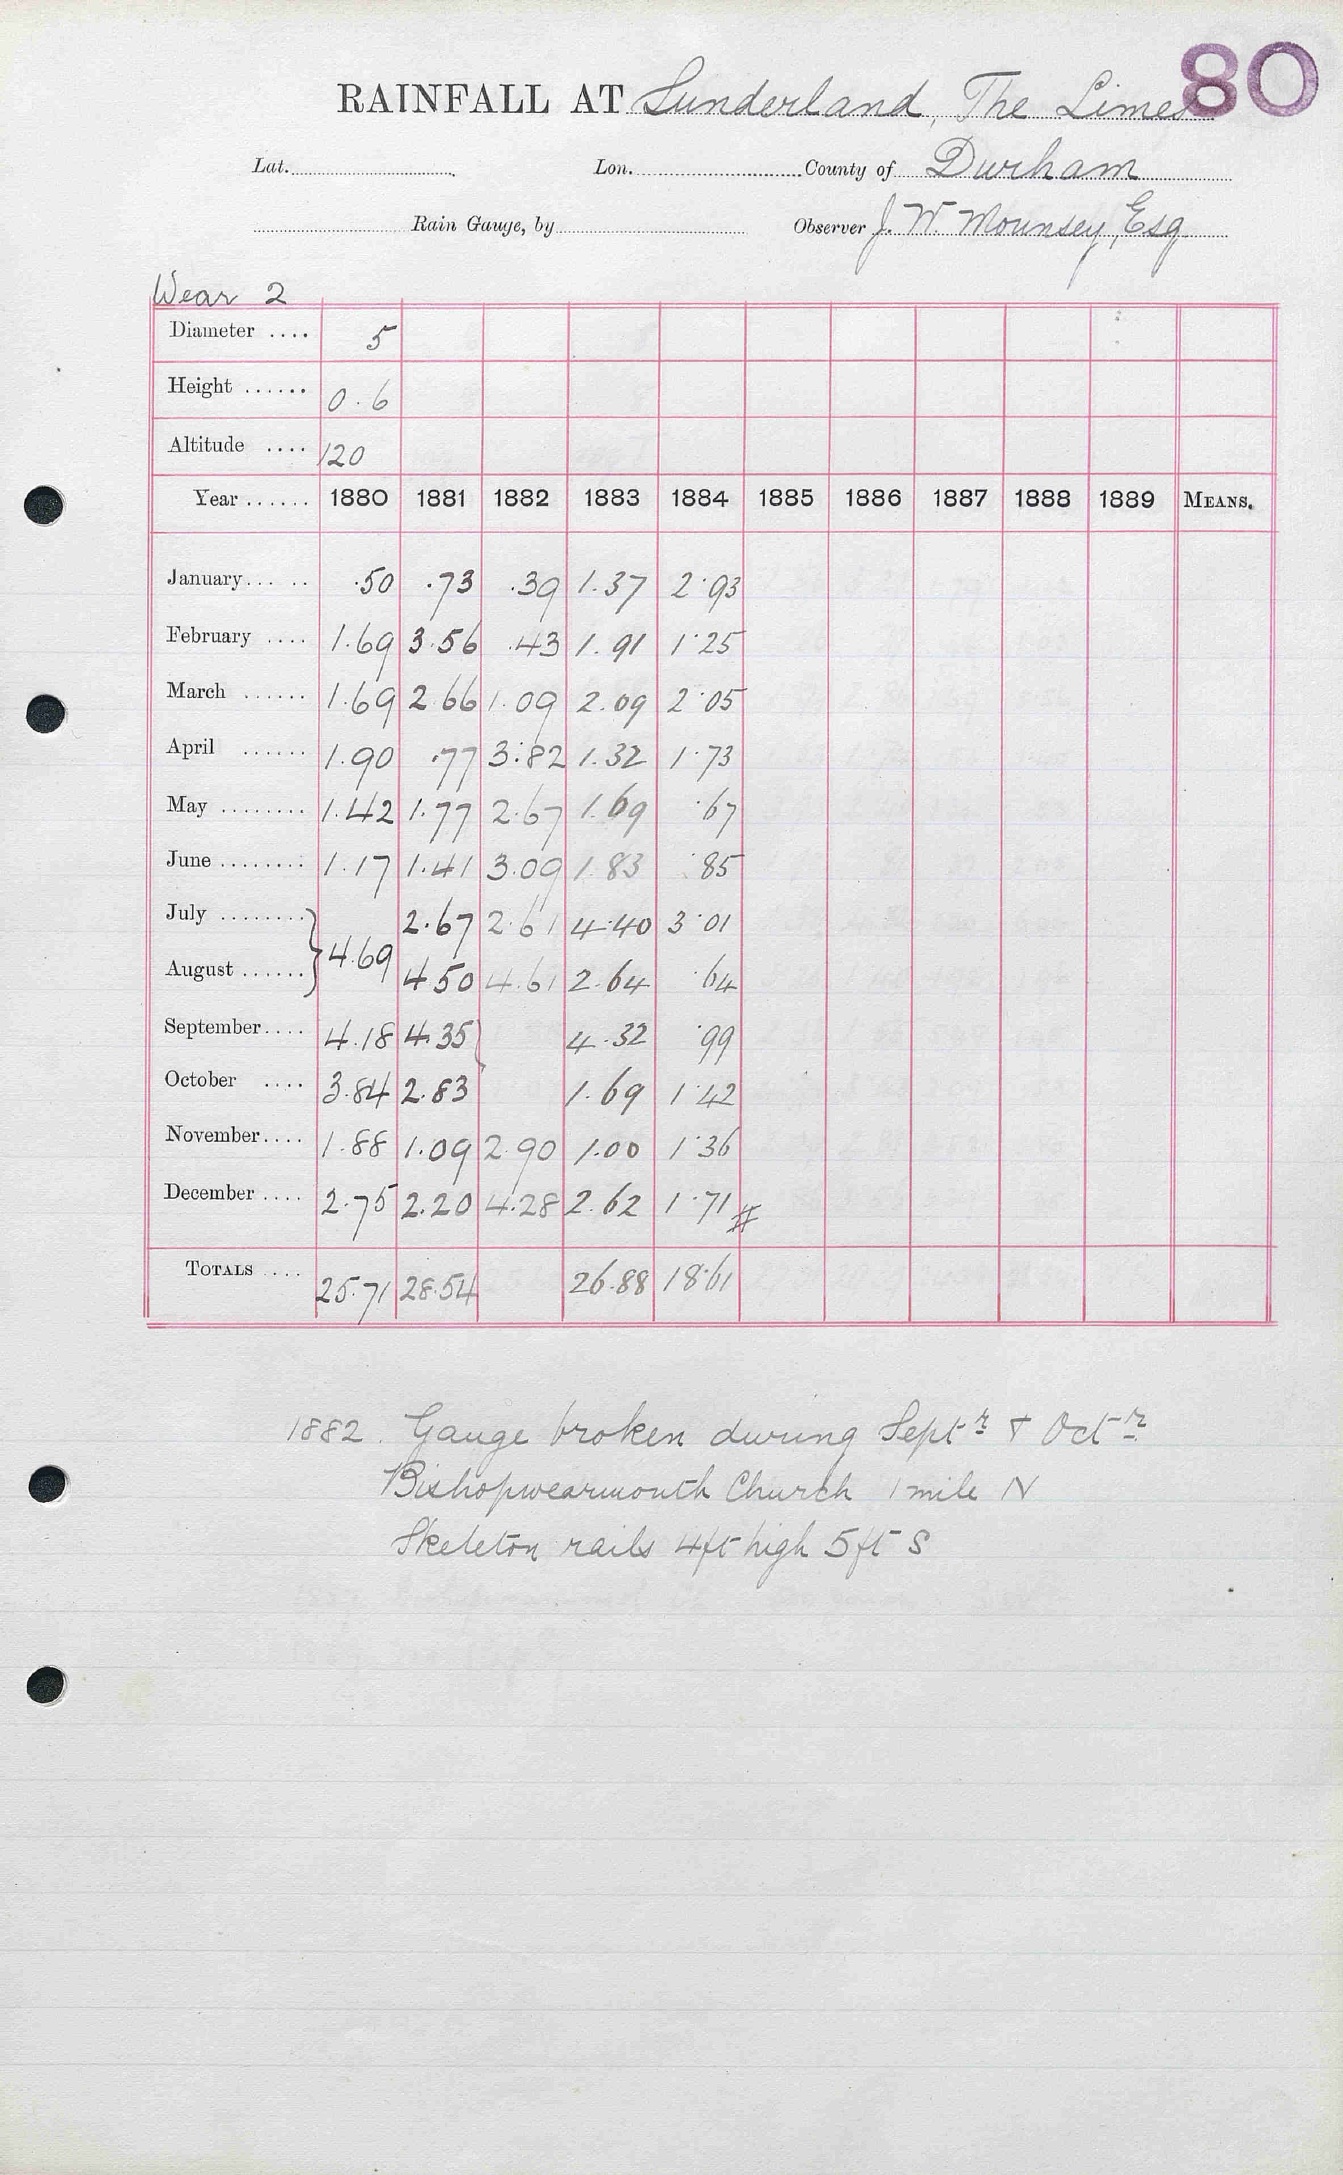 80
RAINFALL AT Sunderland, The Limes
Lat. Lon. County of Durham
Rain Gauge, by Observer J. W. Mounsey, Esq
Wear 2
Diameter .... 5
Height ...... 0.6
Altitude .... 120
Year ...... 1880 1881 1882 1883 1884 1885 1886 1887 1888 1889 MEANS.
January... .. .50 .73 .39 1.37 2.93
February .... 1.69 3.56 .43 1.91 1.25
March ...... 1.69 2.66 1.09 2.09 2.05
April ...... 1.90 .77 3.82 1.32 1.73
May ........ 1.42 1.77 2.67 1.69 .67
June ........ 1.17 1.41 3.09 1.83 .85
July ........ 2.67 2.61 4.40 3.01
August ...... } 4.69 4.50 4.61 2.64 .64
September.... 4.18 4.35 4.32 .99
October .... 3.84 2.83 1.69 1.42
November.... 1.88 1.09 2.90 1.00 1.36
December .... 2.75 2.20 4.28 2.62 1.71 #
TOTALS .... 25.71 28.54 26.88 18.61
1882. Gauge broken during Septr & Octr
Bishopwearmouth Church 1 mile N
Skeleton rails 4ft high 5ft S